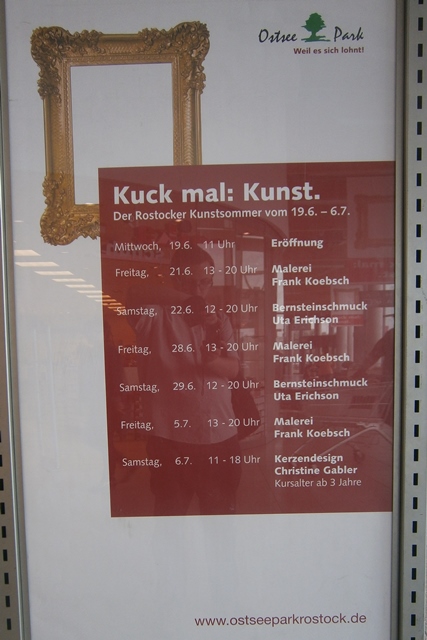 Ostsee Park
Weil es sich lohnt!
Kuck mal: Kunst.
Der Rostocker Kunstsommer vom 19.6. – 6.7.
Mittwoch, 19.6. 11 Uhr Eröffnung
Freitag, 21.6. 13 - 20 Uhr Malerei
Frank Koebsch
Samstag, 22.6. 12 - 20 Uhr Bernsteinschmuck
Uta Erichson
Freitag, 28.6. 13 - 20 Uhr Malerei
Frank Koebsch
Samstag, 29.6. 12 - 20 Uhr Bernsteinschmuck
Uta Erichson
Freitag, 5.7. 13 - 20 Uhr Malerei
Frank Koebsch
Samstag, 6.7. 11 - 18 Uhr Kerzendesign
Christine Gabler
Kursalter ab 3 Jahre
www.ostseeparkrostock.de